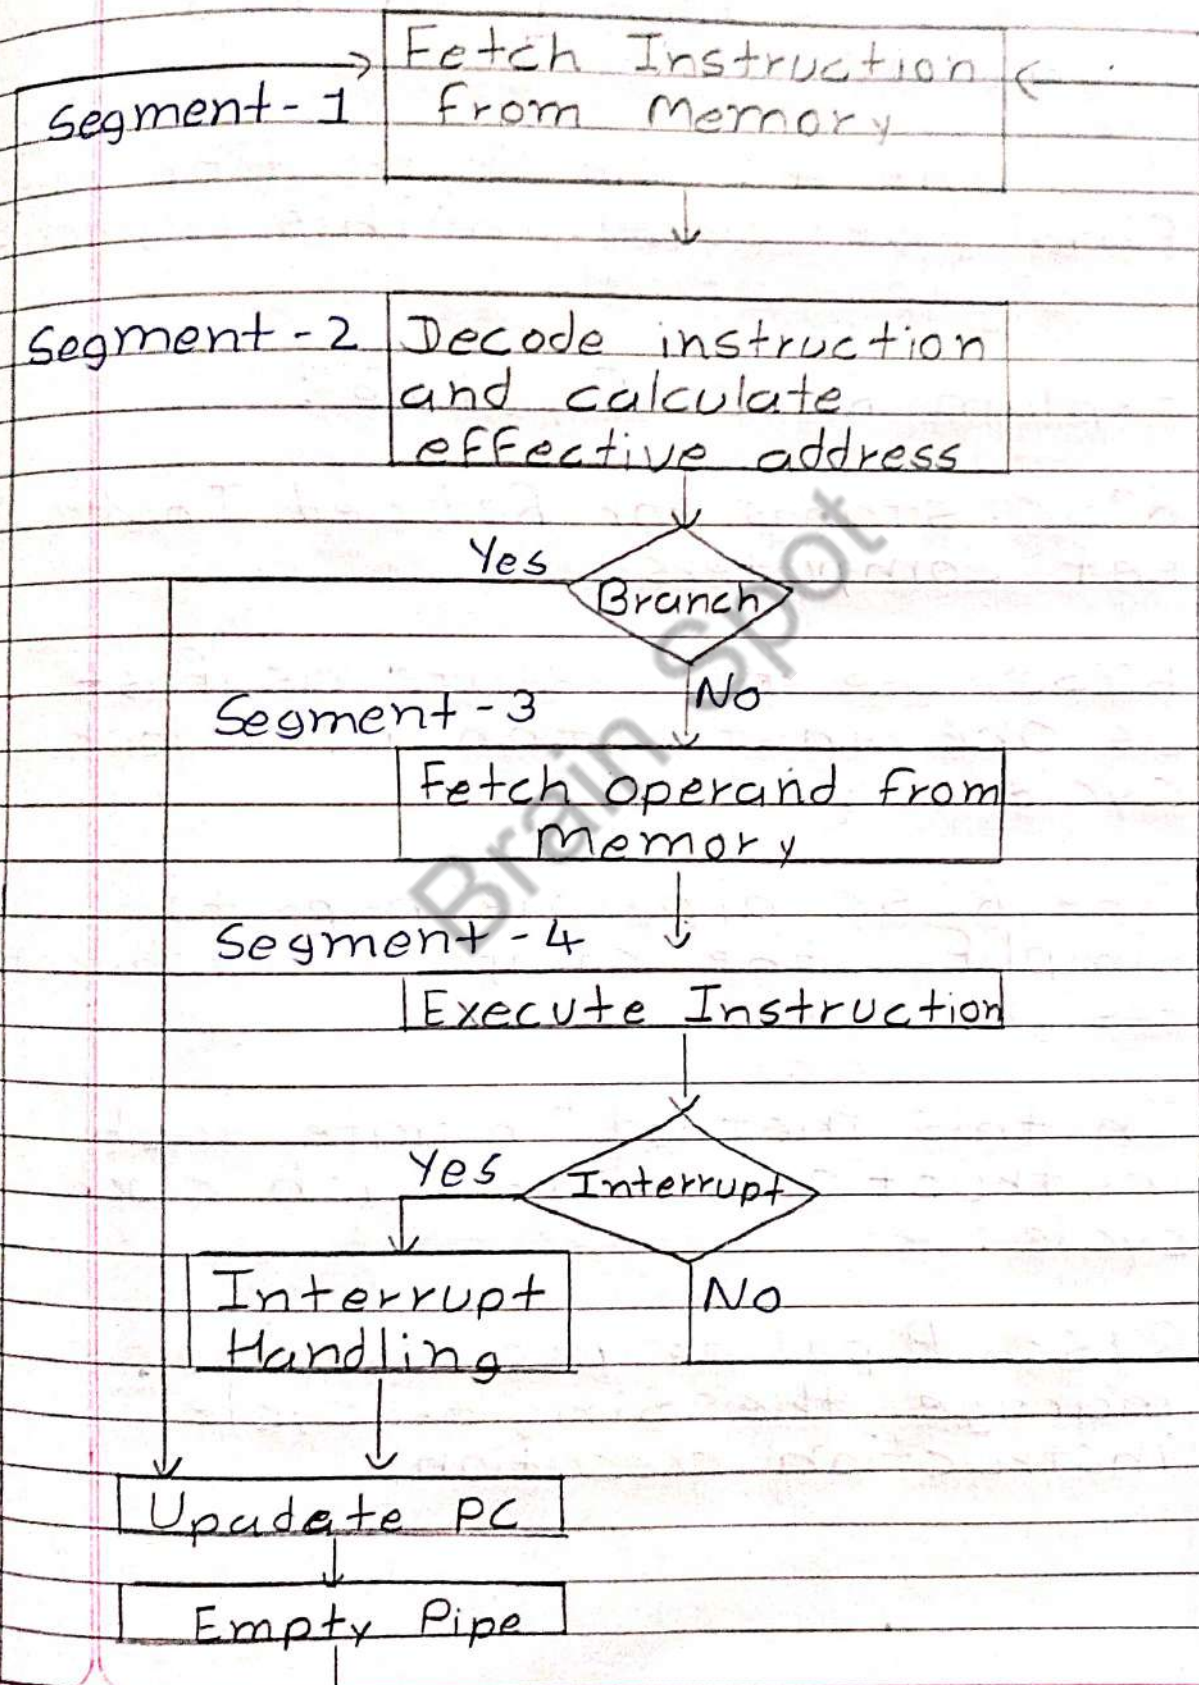 Fetch Instruction
Segment-1 from Memory
Segment-2 Decode instruction
and calculate
effective address
Yes
Branch
No
Segment-3
Fetch operand from
Memory
Segment-4
Execute Instruction
Yes
Interrupt
No
Interrupt
Handling
Upadate PC
Empty Pipe
Brain Spot